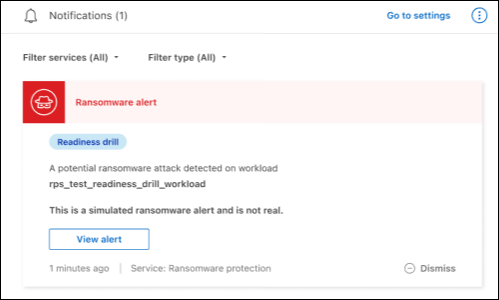 Notifications (1)
Go to settings
Filter services (All)
Filter type (All)
Ransomware alert
Readiness drill
A potential ransomware attack detected on workload
rps_test_readiness_drill_workload
This is a simulated ransomware alert and is not real.
View alert
1 minutes ago | Service: Ransomware protection
Dismiss